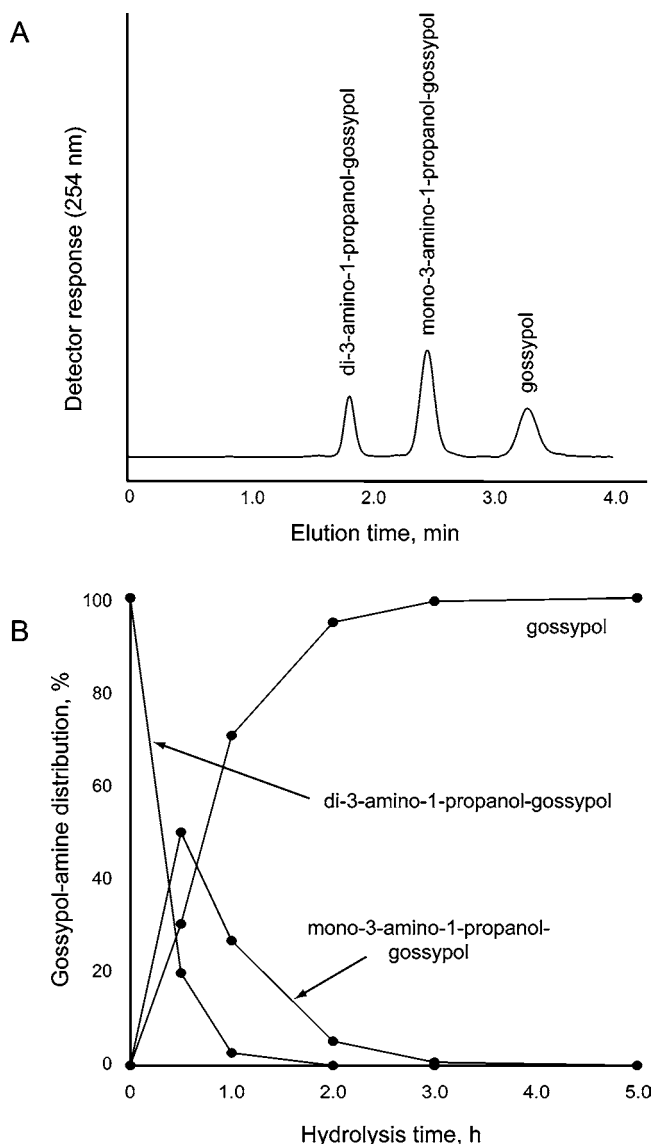 A
Detector response (254 nm)
di-3-amino-1-propanol-gossypol
mono-3-amino-1-propanol-gossypol
gossypol
0 1.0 2.0 3.0 4.0
Elution time, min
B
Gossypol-amine distribution, %
100
80
60
40
20
0
gossypol
di-3-amino-1-propanol-gossypol
mono-3-amino-1-propanol-
gossypol
0 1.0 2.0 3.0 4.0 5.0
Hydrolysis time, h